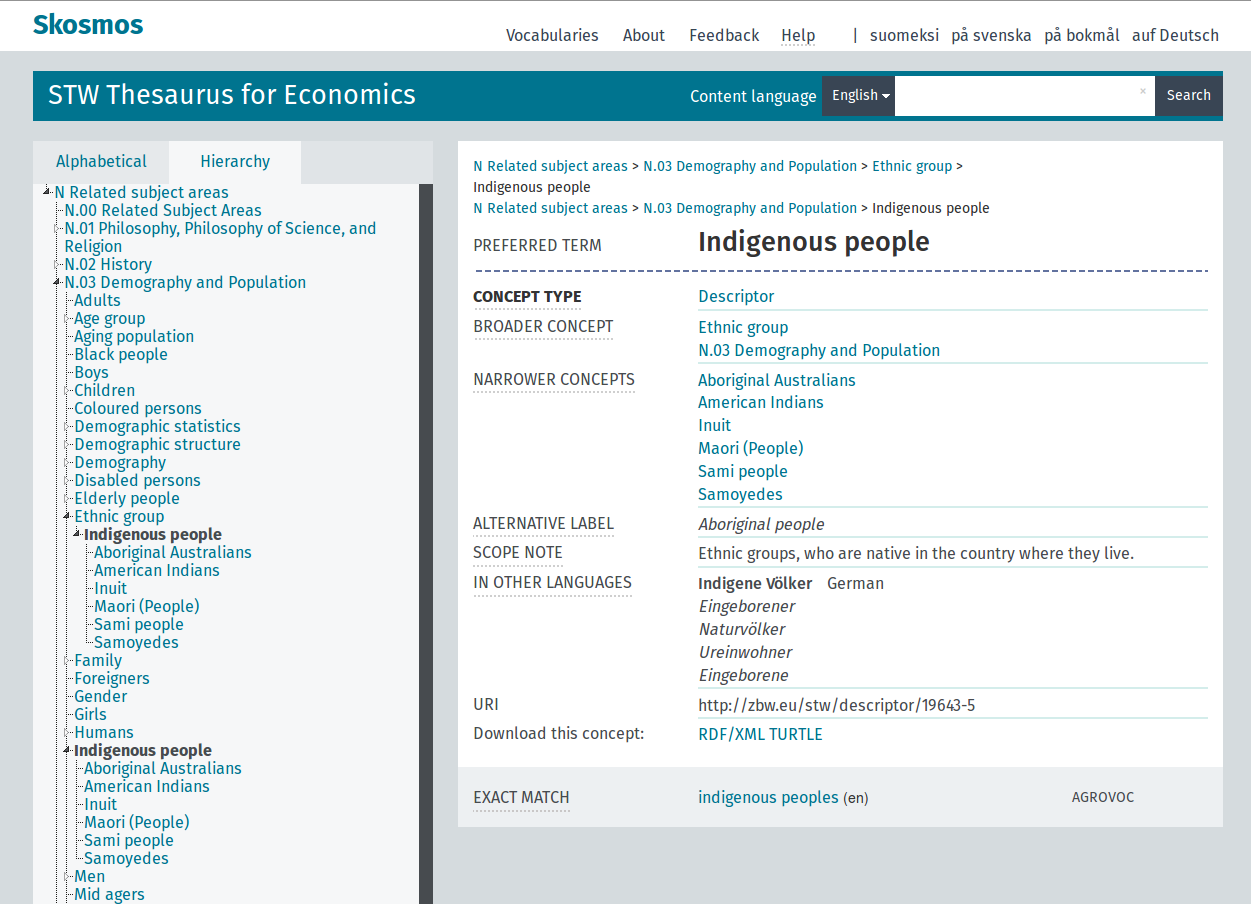 Skosmos
Vocabularies About Feedback Help | suomeksi på svenska på bokmål auf Deutsch
STW Thesaurus for Economics
Content language English × Search
Alphabetical Hierarchy
N Related subject areas
N.00 Related Subject Areas
N.01 Philosophy, Philosophy of Science, and
Religion
N.02 History
N.03 Demography and Population
Adults
Age group
Aging population
Black people
Boys
Children
Coloured persons
Demographic statistics
Demographic structure
Demography
Disabled persons
Elderly people
Ethnic group
Indigenous people
Aboriginal Australians
American Indians
Inuit
Maori (People)
Sami people
Samoyedes
Family
Foreigners
Gender
Girls
Humans
Indigenous people
Aboriginal Australians
American Indians
Inuit
Maori (People)
Sami people
Samoyedes
Men
Mid agers
N Related subject areas > N.03 Demography and Population > Ethnic group >
Indigenous people
N Related subject areas > N.03 Demography and Population > Indigenous people
PREFERRED TERM Indigenous people
CONCEPT TYPE Descriptor
BROADER CONCEPT Ethnic group
N.03 Demography and Population
NARROWER CONCEPTS Aboriginal Australians
American Indians
Inuit
Maori (People)
Sami people
Samoyedes
ALTERNATIVE LABEL Aboriginal people
SCOPE NOTE Ethnic groups, who are native in the country where they live.
IN OTHER LANGUAGES Indigene Völker German
Eingeborener
Naturvölker
Ureinwohner
Eingeborene
URI http://zbw.eu/stw/descriptor/19643-5
Download this concept: RDF/XML TURTLE
EXACT MATCH indigenous peoples (en) AGROVOC